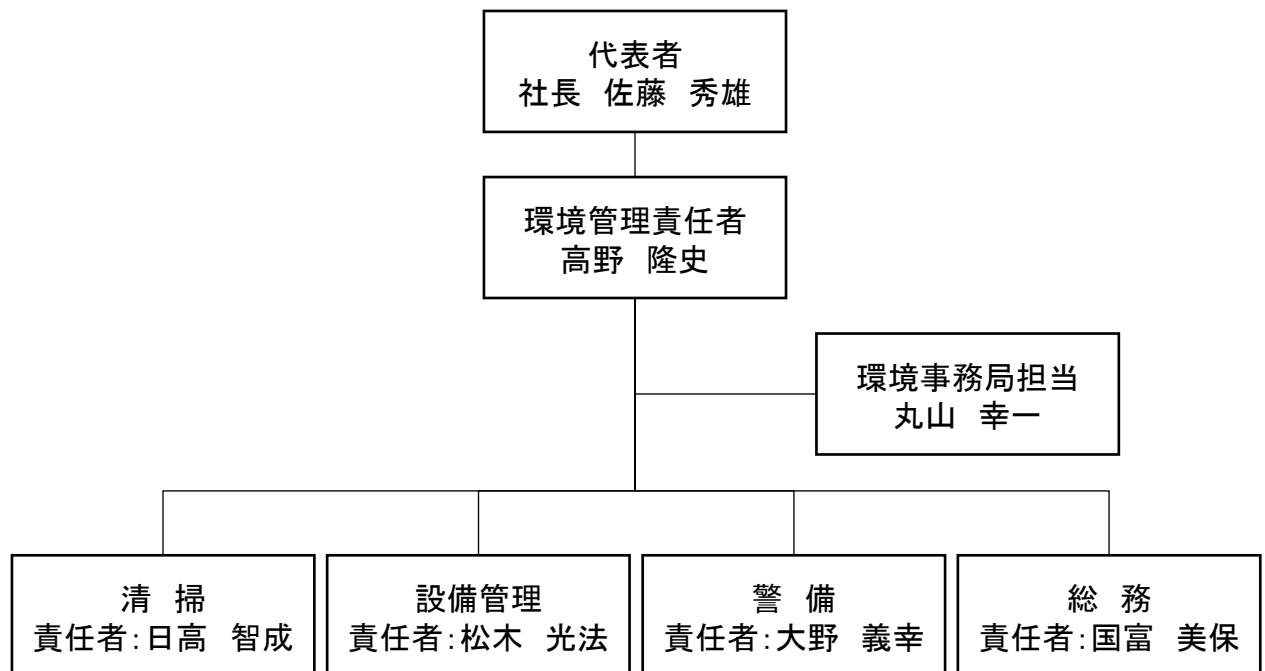 代表者
社長 佐藤 秀雄
環境管理責任者
高野 隆史
環境事務局担当
丸山 幸一
清 掃
責任者:日高 智成
設備管理
責任者:松木 光法
警 備
責任者:大野 義幸
総 務
責任者:国富 美保